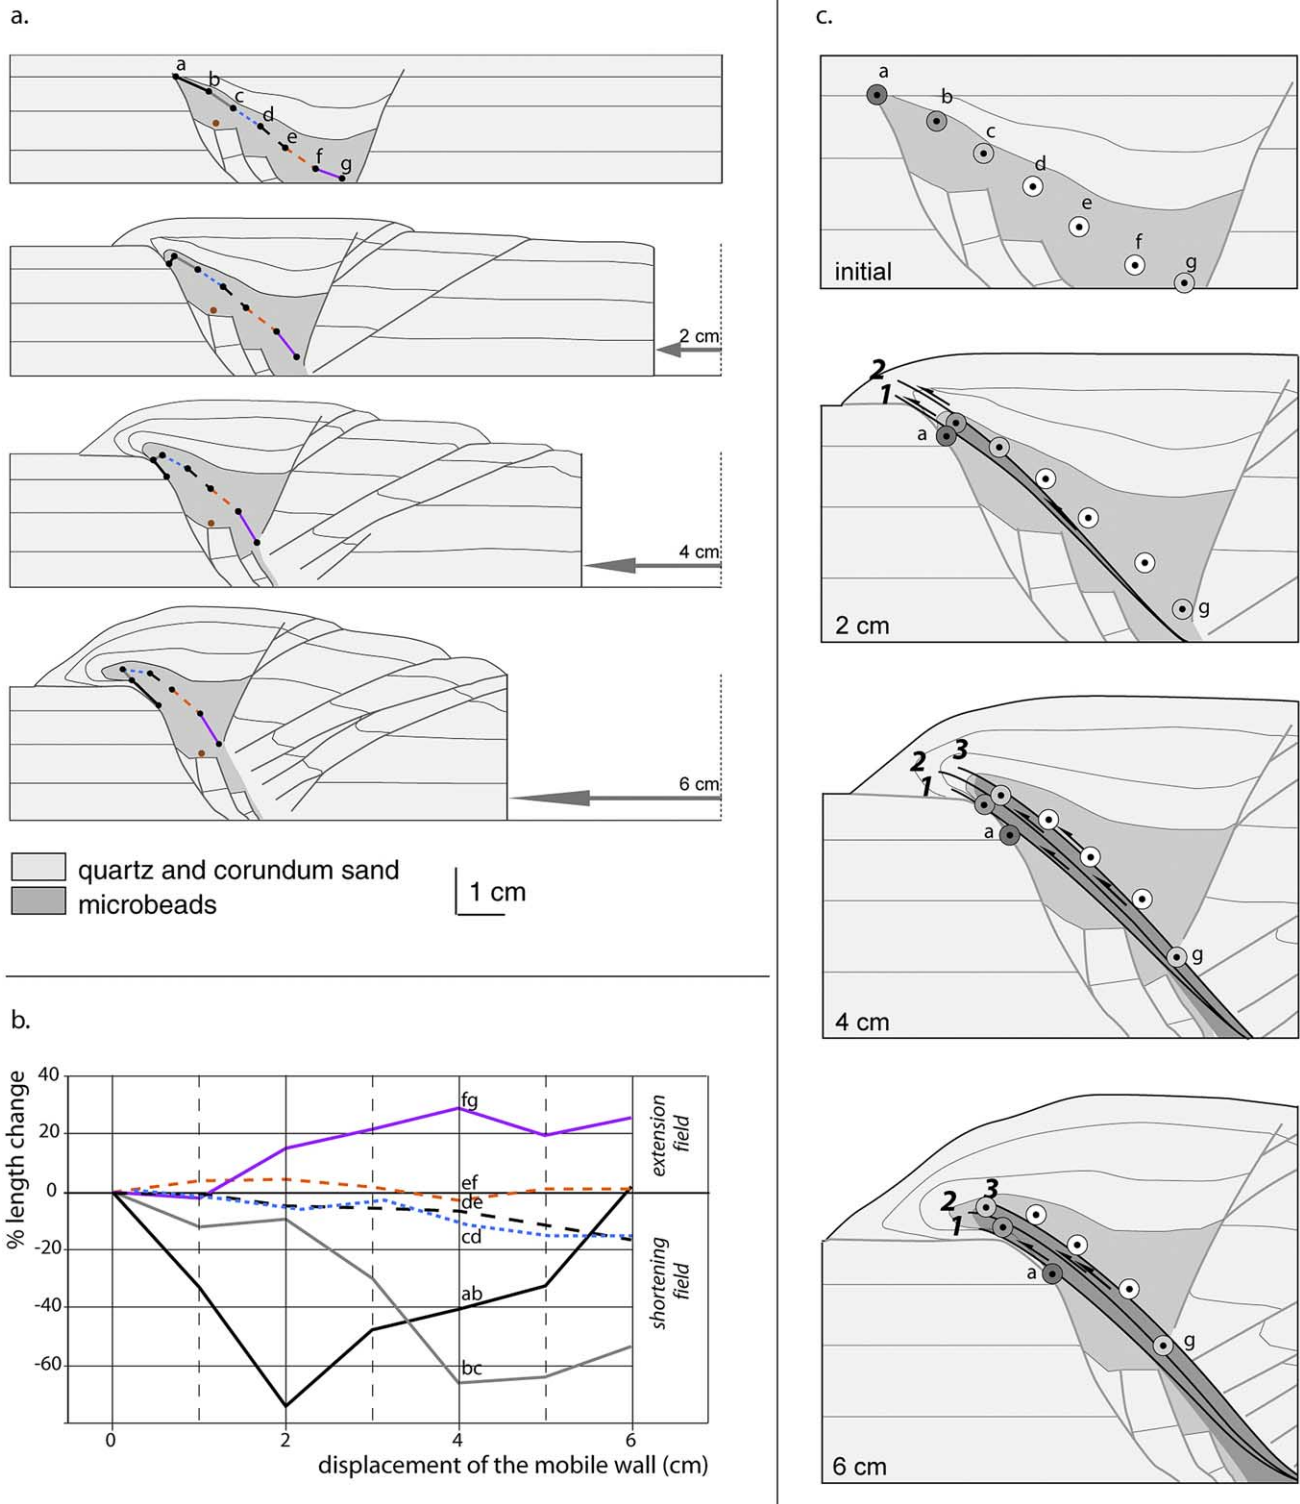 a.
a
b
c
d
e
f
g
2 cm
4 cm
6 cm
quartz and corundum sand
microbeads
1 cm
b.
% length change
40
20
0
-20
-40
-60
fg
ef
de
cd
ab
bc
extension
field
shortening
field
0
2
4
6
displacement of the mobile wall (cm)
c.
a
b
c
d
e
f
g
initial
2
1
a
g
2 cm
3
2
1
a
g
4 cm
3
2
1
a
g
6 cm